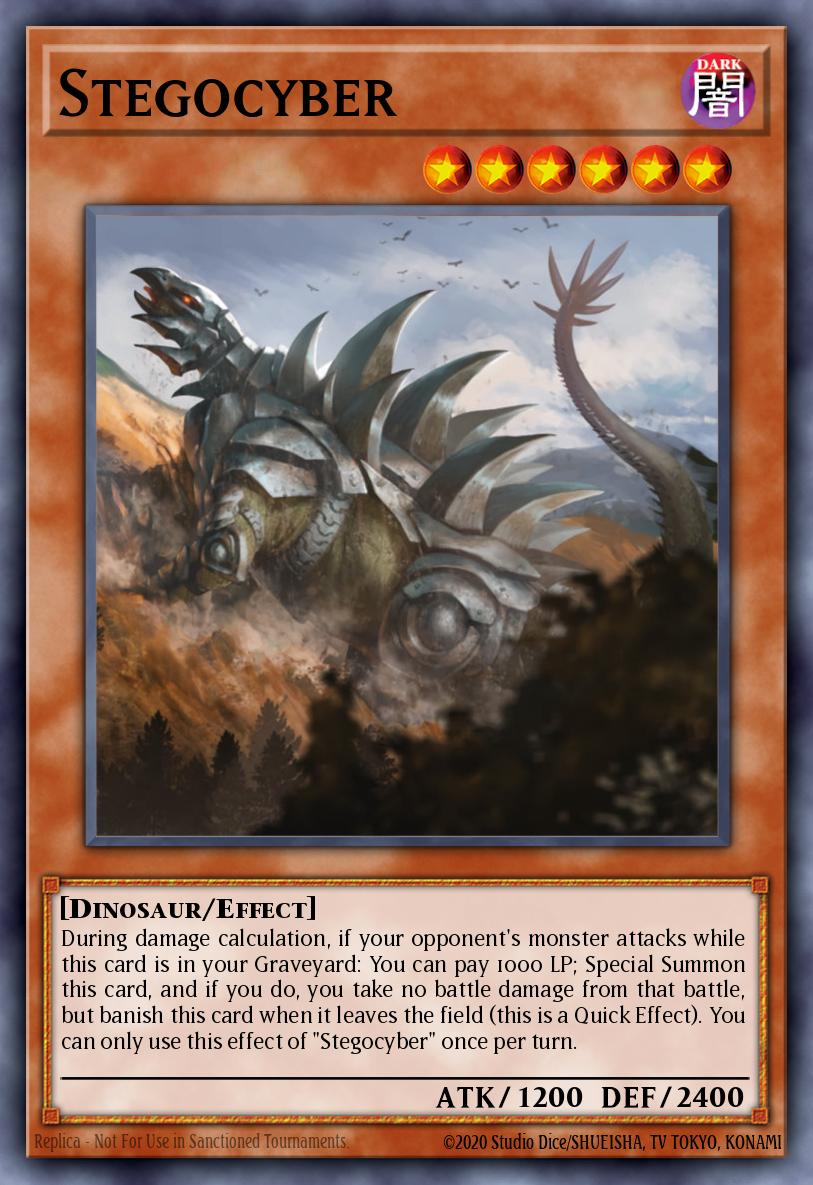 Stegocyber
DARK
闇
[Dinosaur/Effect]
During damage calculation, if your opponent's monster attacks while
this card is in your Graveyard: You can pay 1000 LP; Special Summon
this card, and if you do, you take no battle damage from that battle,
but banish this card when it leaves the field (this is a Quick Effect). You
can only use this effect of "Stegocyber" once per turn.
ATK/1200 DEF/2400
Replica - Not For Use in Sanctioned Tournaments.
©2020 Studio Dice/SHUEISHA, TV TOKYO, KONAMI